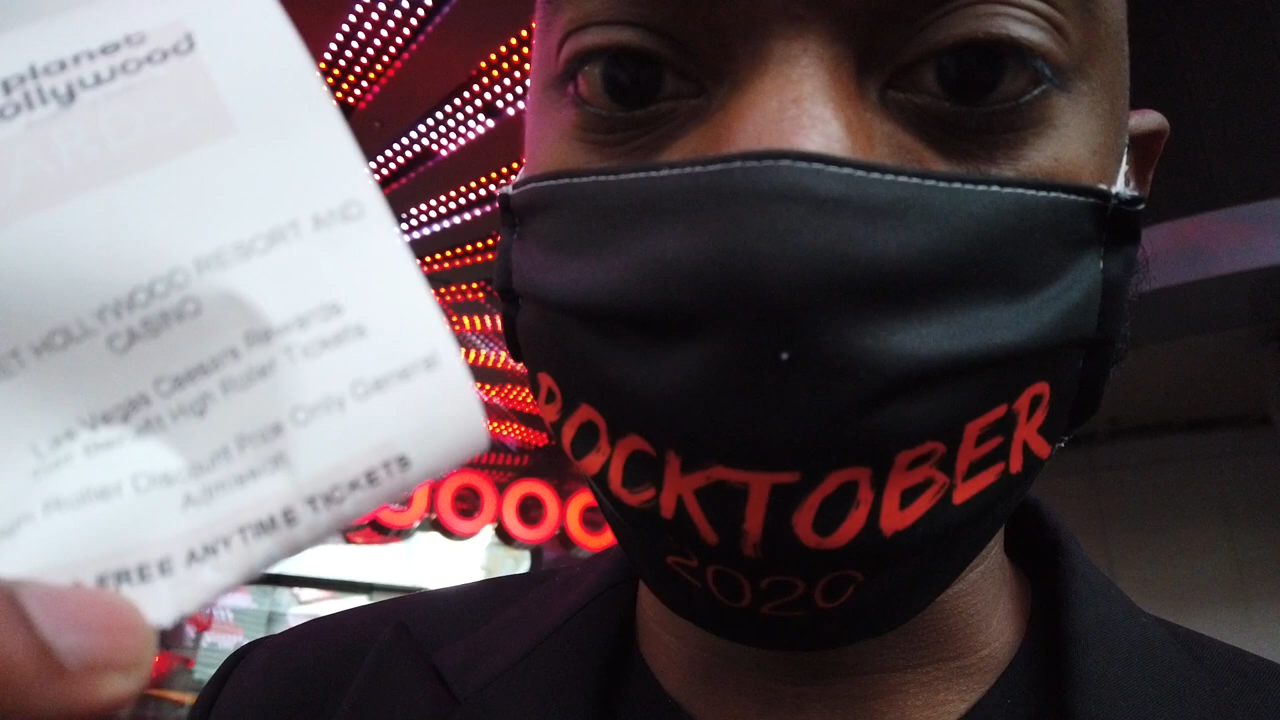 planet
ollywood
ET HOLLYWOOD RESORT AND
CASINO
Las Vegas Caesars Rewards
High Roller Tickets
Roller Discount Price Only General
Admission
FREE ANYTIME TICKETS
ROCKTOBER
2020